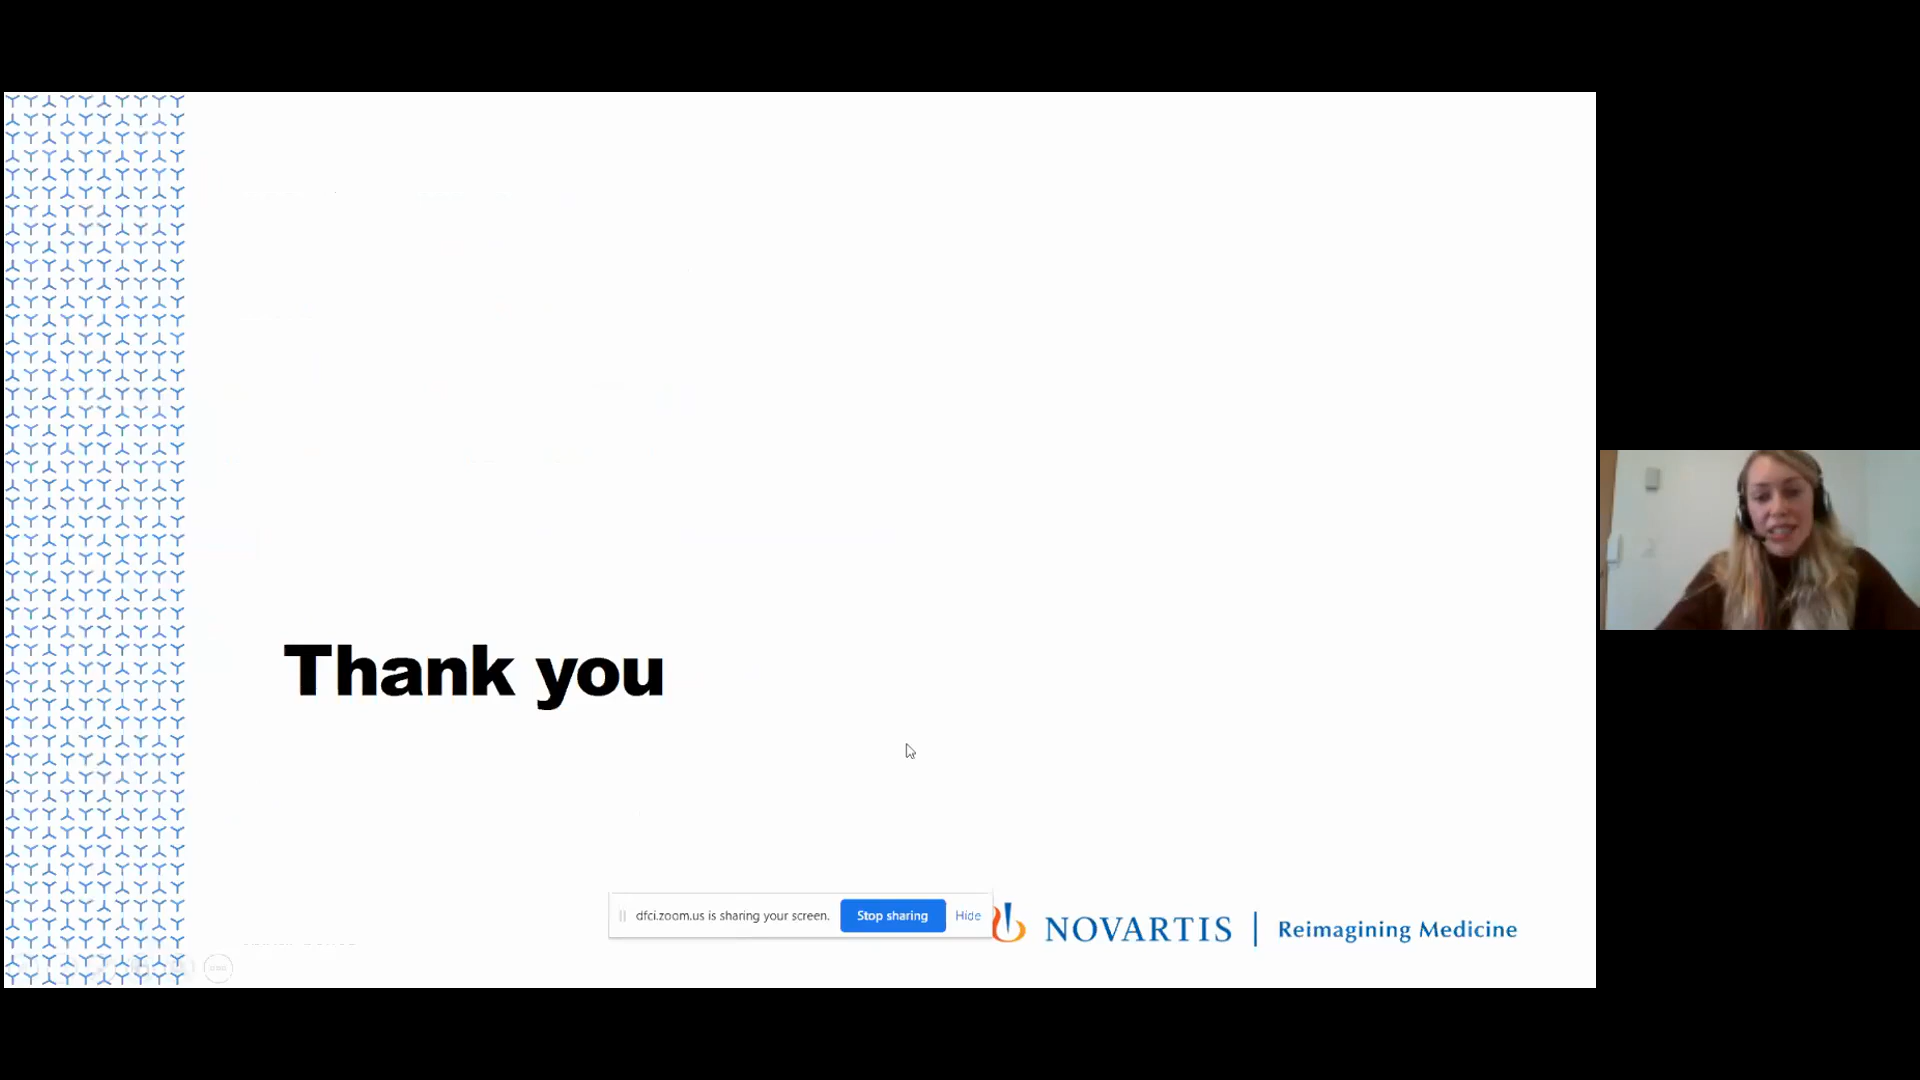 Thank you
dfci.zoom.us is sharing your screen. Stop sharing Hide
NOVARTIS | Reimagining Medicine